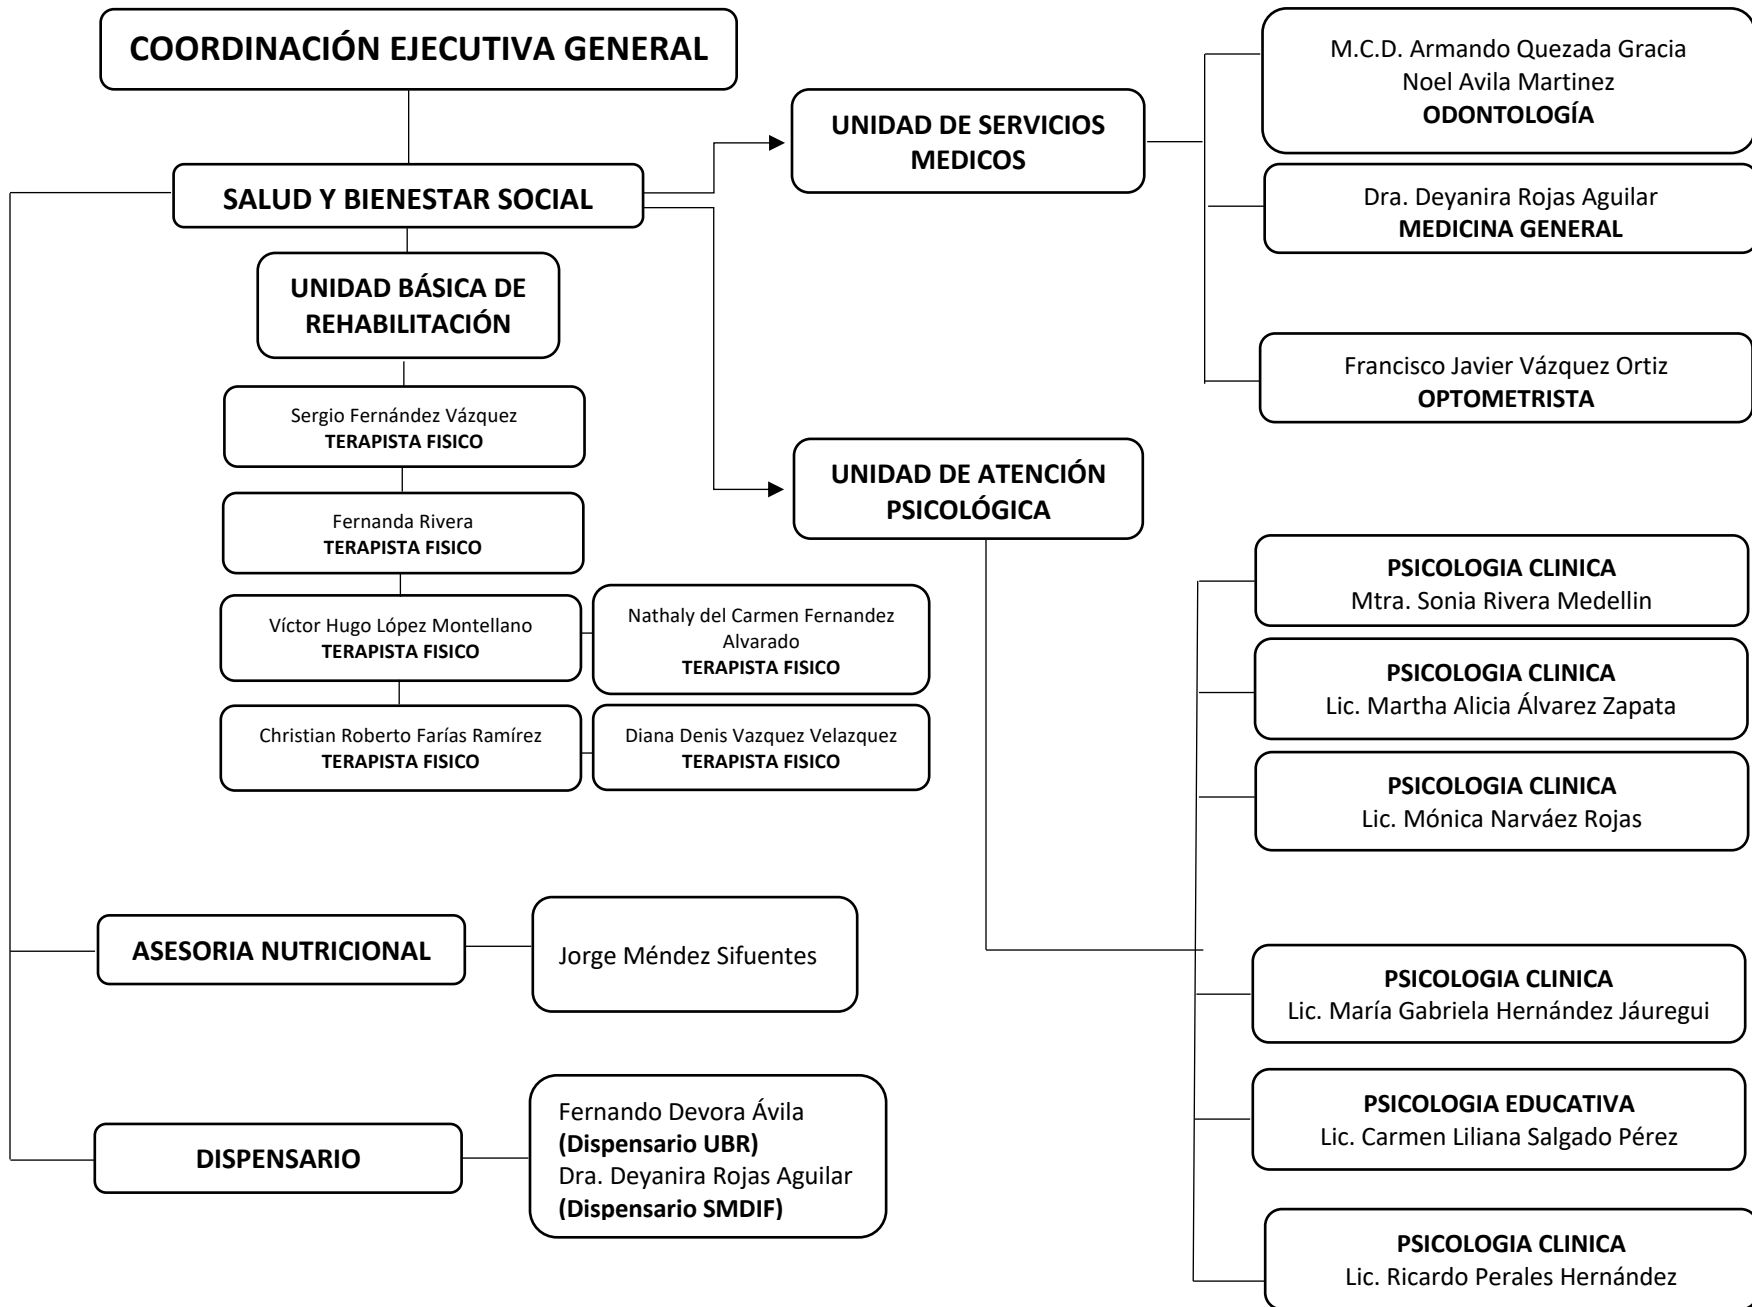 COORDINACIÓN EJECUTIVA GENERAL
SALUD Y BIENESTAR SOCIAL
UNIDAD BÁSICA DE
REHABILITACIÓN
Sergio Fernández Vázquez
TERAPISTA FISICO
Fernanda Rivera
TERAPISTA FISICO
Víctor Hugo López Montellano
TERAPISTA FISICO
Nathaly del Carmen Fernandez
Alvarado
TERAPISTA FISICO
Christian Roberto Farías Ramírez
TERAPISTA FISICO
Diana Denis Vazquez Velazquez
TERAPISTA FISICO
ASESORIA NUTRICIONAL
Jorge Méndez Sifuentes
DISPENSARIO
Fernando Devora Ávila
(Dispensario UBR)
Dra. Deyanira Rojas Aguilar
(Dispensario SMDIF)
UNIDAD DE SERVICIOS
MEDICOS
M.C.D. Armando Quezada Gracia
Noel Avila Martinez
ODONTOLOGÍA
Dra. Deyanira Rojas Aguilar
MEDICINA GENERAL
Francisco Javier Vázquez Ortiz
OPTOMETRISTA
UNIDAD DE ATENCIÓN
PSICOLÓGICA
PSICOLOGIA CLINICA
Mtra. Sonia Rivera Medellin
PSICOLOGIA CLINICA
Lic. Martha Alicia Álvarez Zapata
PSICOLOGIA CLINICA
Lic. Mónica Narváez Rojas
PSICOLOGIA CLINICA
Lic. María Gabriela Hernández Jáuregui
PSICOLOGIA EDUCATIVA
Lic. Carmen Liliana Salgado Pérez
PSICOLOGIA CLINICA
Lic. Ricardo Perales Hernández